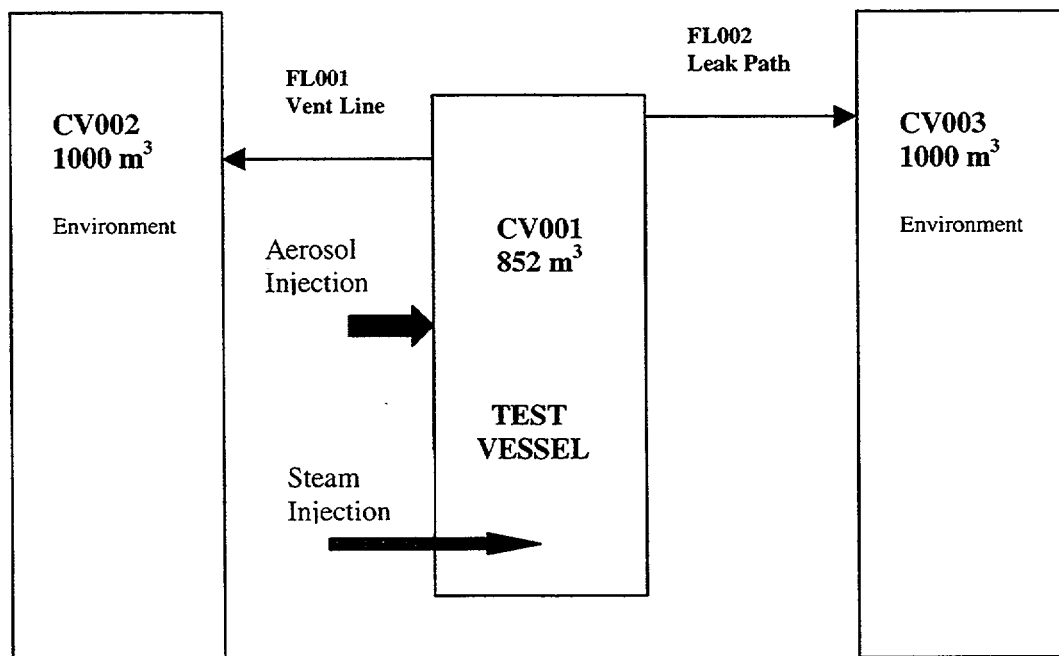 FL002
Leak Path
FL001
Vent Line
CV002
1000 m³
Environment
CV003
1000 m³
Environment
CV001
852 m³
Aerosol
Injection
TEST
VESSEL
Steam
Injection